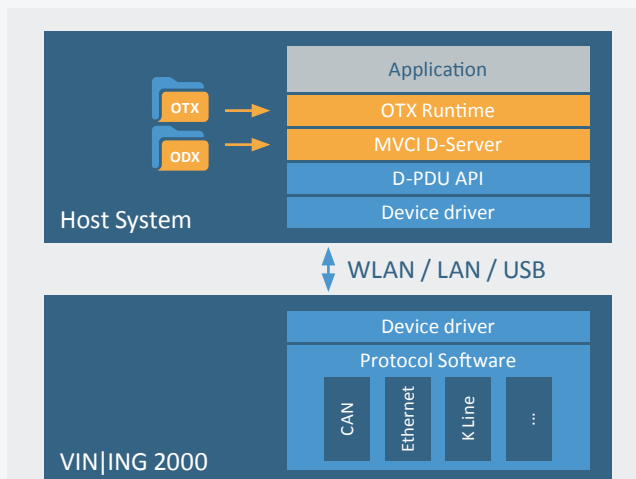 Application
OTX
OTX Runtime
ODX
MVCI D-Server
D-PDU API
Device driver
Host System
WLAN / LAN / USB
Device driver
Protocol Software
CAN
Ethernet
K Line
...
VIN|ING 2000